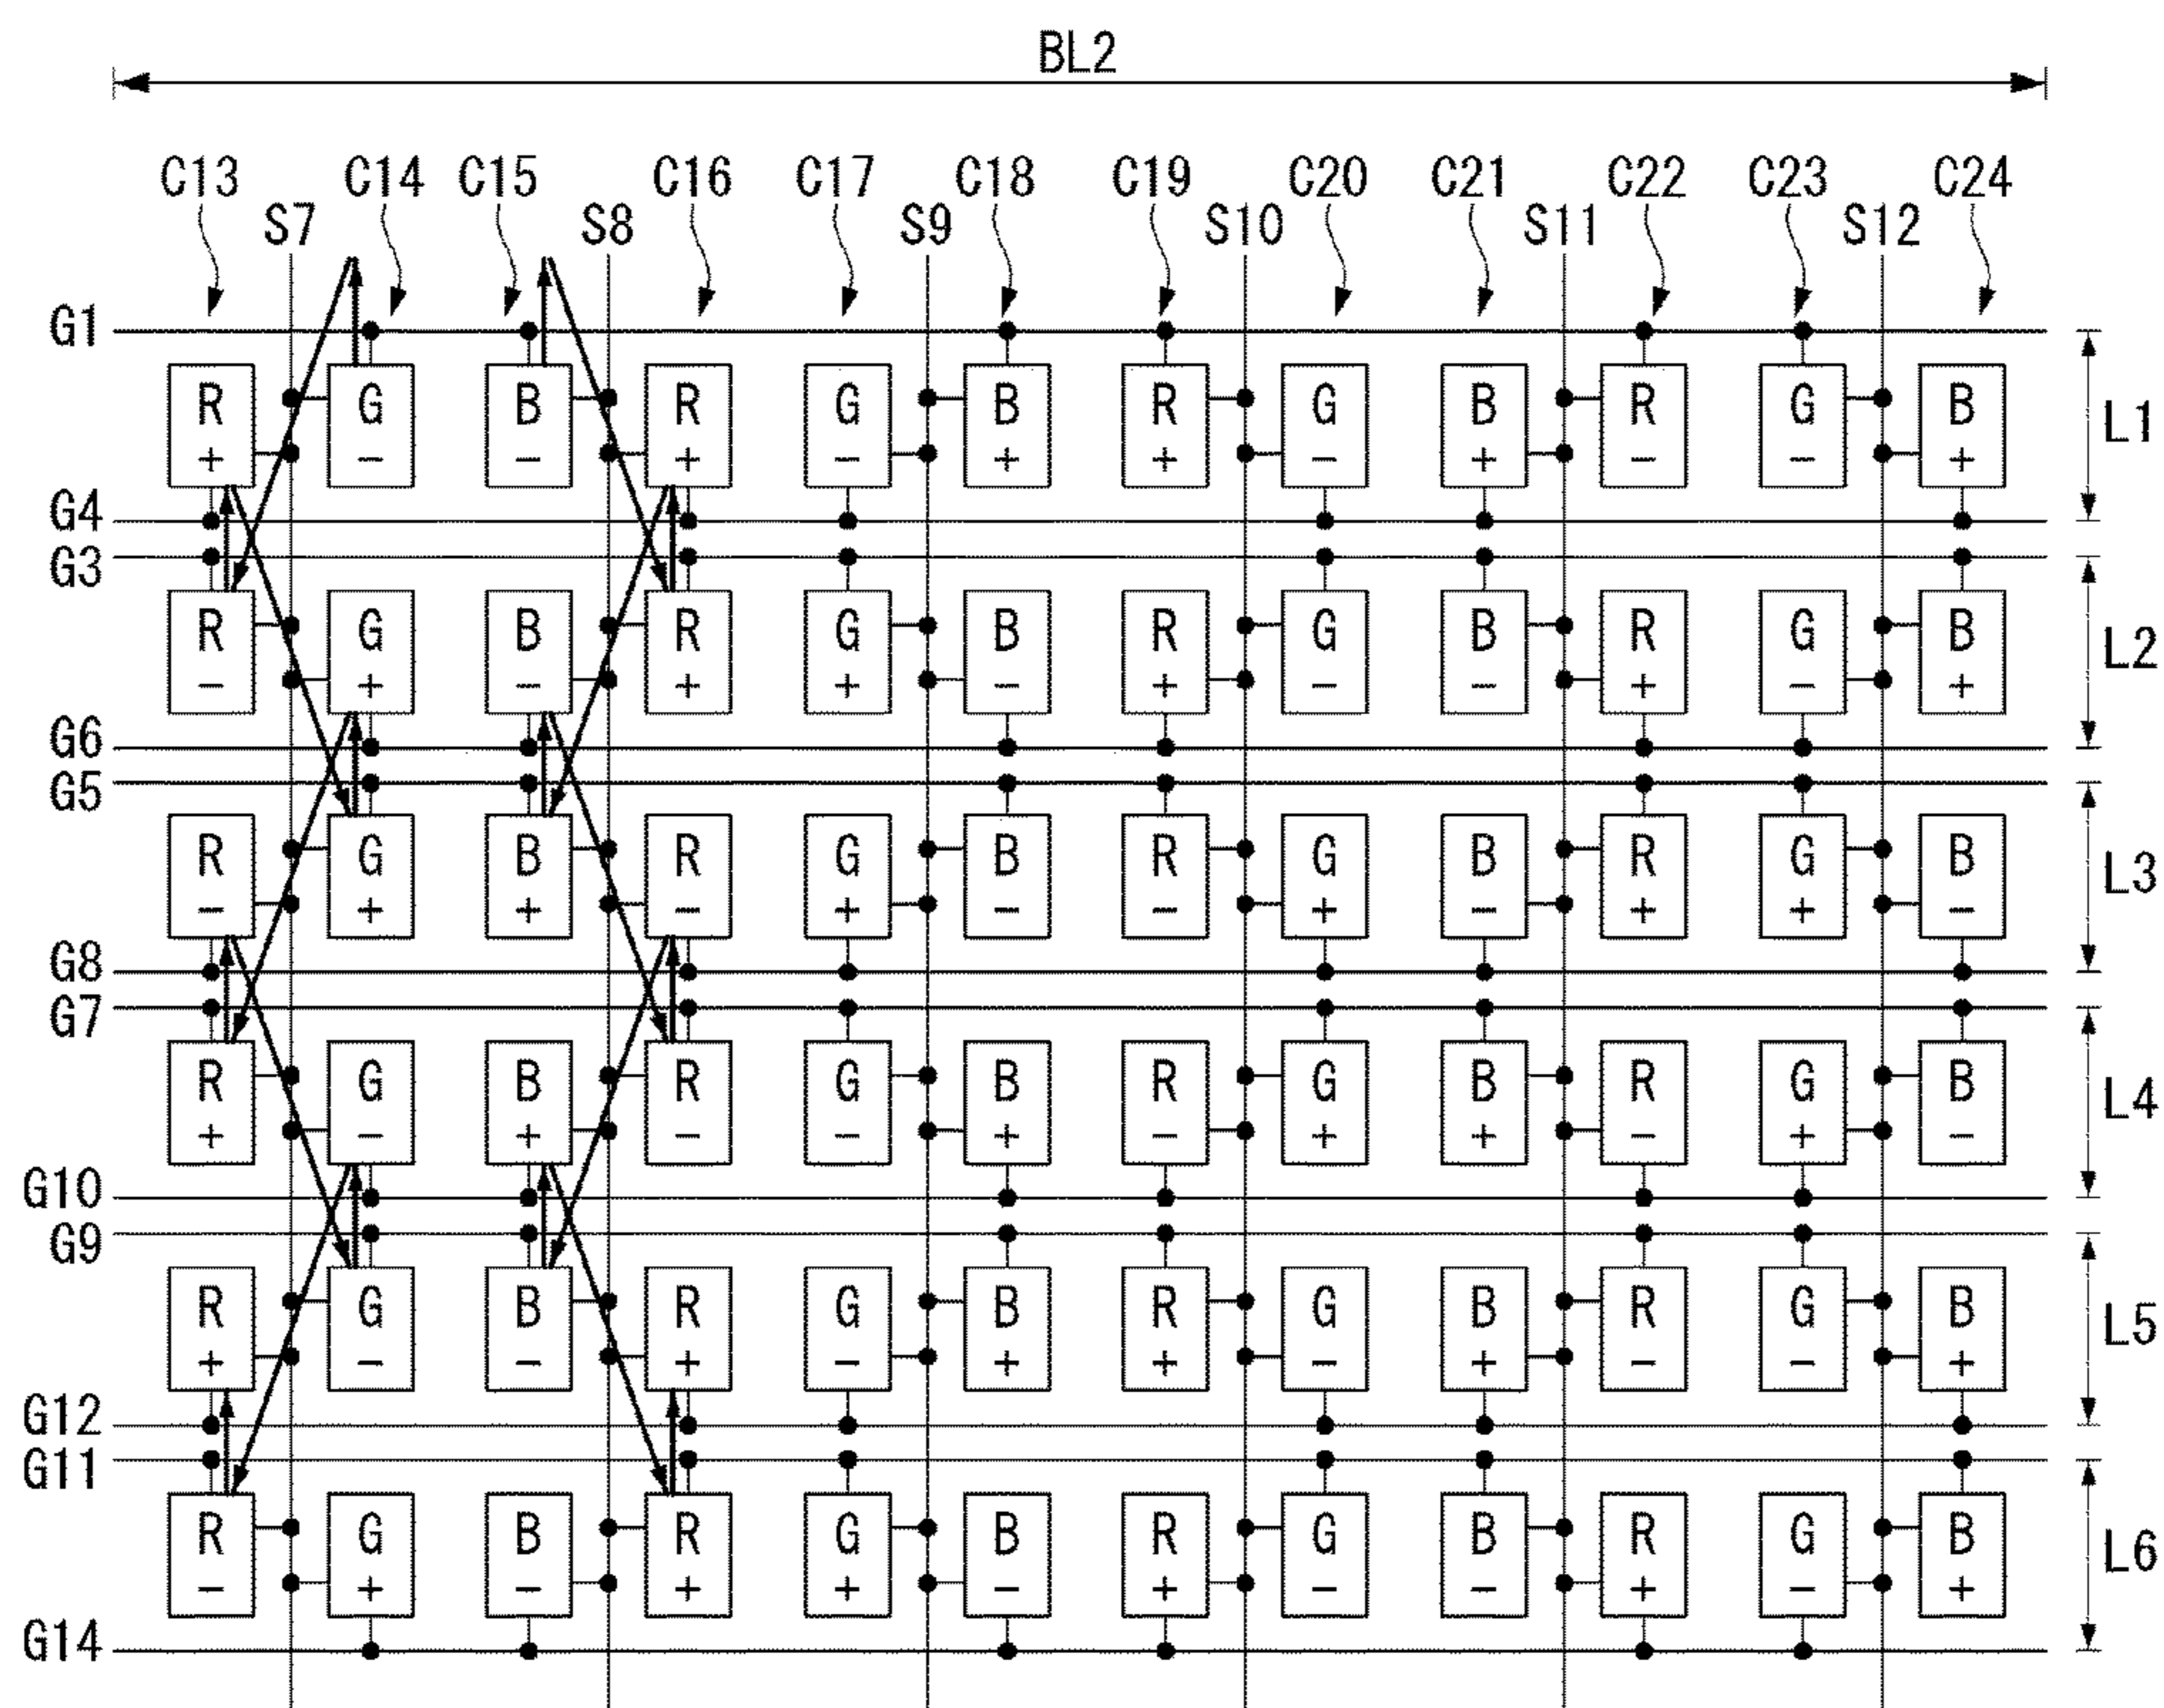 BL2
C13 C14 C15 C16 C17 C18 C19 C20 C21 C22 C23 C24
S7 S8 S9 S10 S11 S12
G1
R G B R G B R G B R G B
+ - - + - + + - + - - +
L1
G4
G3
R G B R G B R G B R G B
- + - + + - + - - + - +
L2
G6
G5
R G B R G B R G B R G B
- + + - + - - + - + + -
L3
G8
G7
R G B R G B R G B R G B
+ - + - - + - + + - + -
L4
G10
G9
R G B R G B R G B R G B
+ - - + - + + - + - - +
L5
G12
G11
R G B R G B R G B R G B
- + - + + - + - - + - +
L6
G14